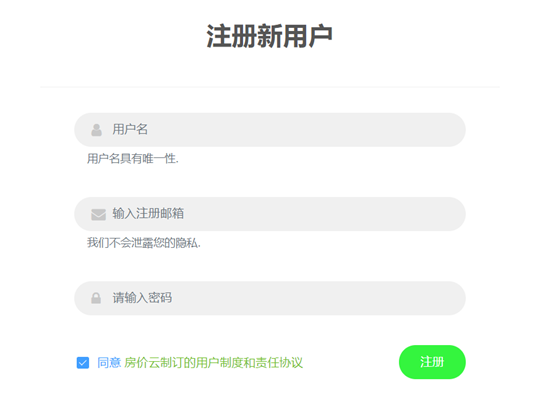 注册新用户
用户名
用户名具有唯一性.
输入注册邮箱
我们不会泄露您的隐私.
请输入密码
同意 房价云制订的用户制度和责任协议
注册